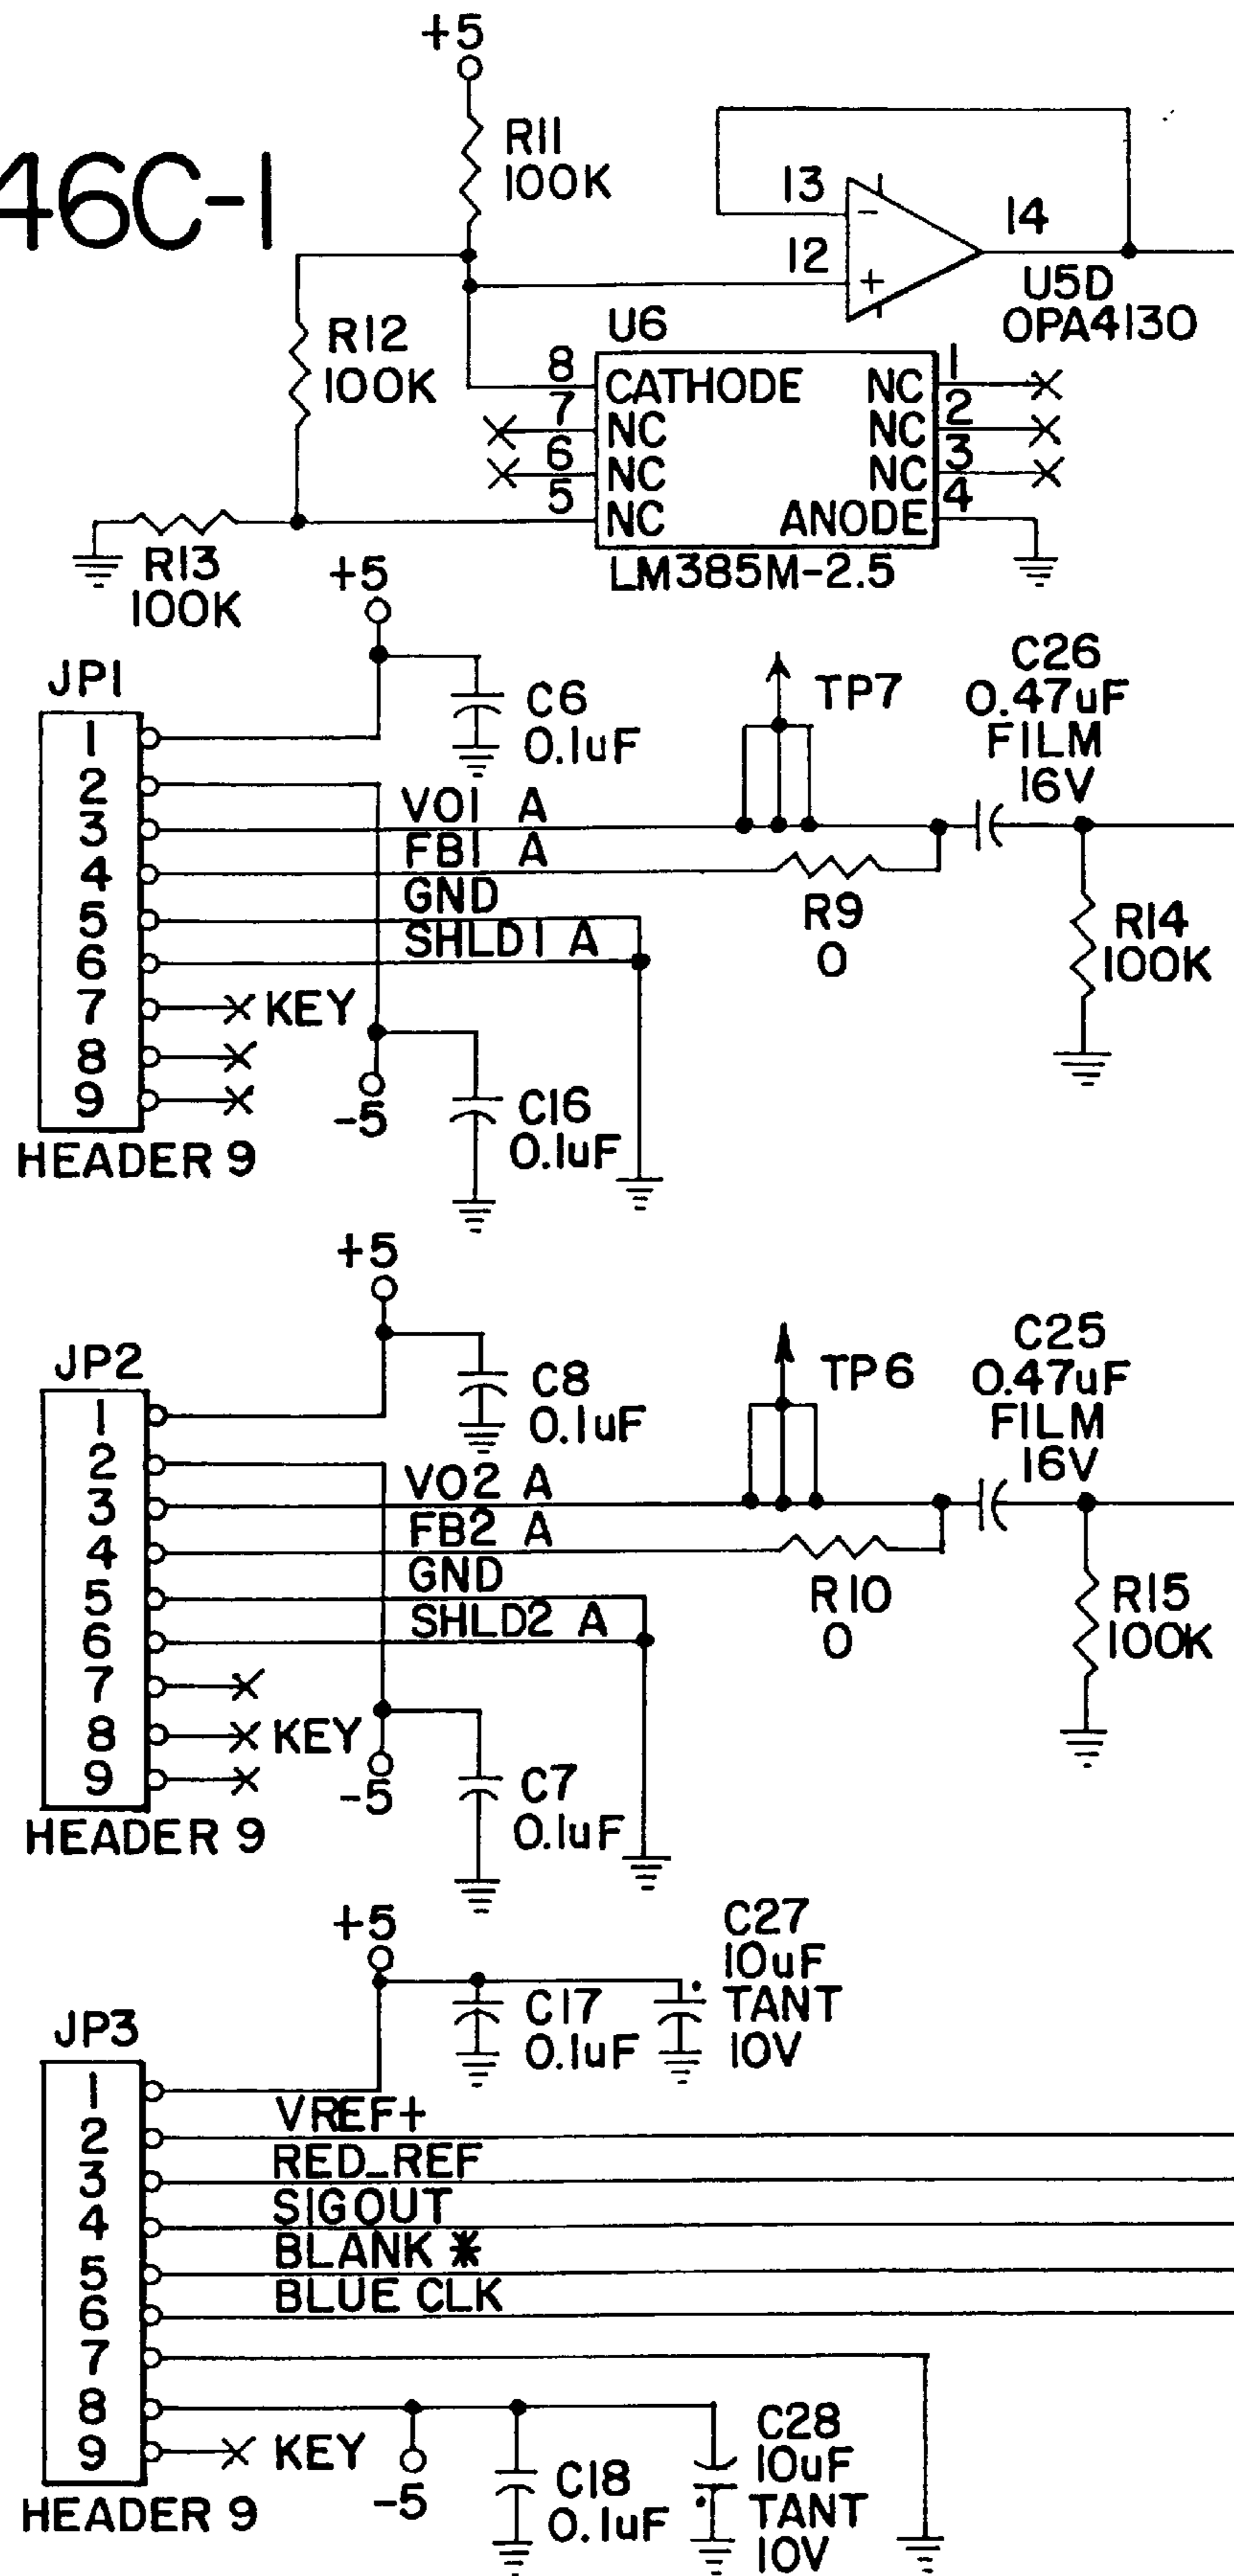 +5
R11
100K
46C-1
13
-
12
+
14
U5D
OPA4130
R12
100K
U6
8 CATHODE NC 1
7 NC NC 2
6 NC NC 3
5 NC ANODE 4
LM385M-2.5
R13
100K
+5
JP1
C6
0.1uF
TP7
C26
0.47uF
FILM
16V
1
2
3 VO1 A
4 FB1 A
5 GND
6 SHLD1 A
7 KEY
8
9
HEADER 9
R9
0
R14
100K
-5
C16
0.1uF
+5
JP2
C8
0.1uF
TP6
C25
0.47uF
FILM
16V
1
2
3 VO2 A
4 FB2 A
5 GND
6 SHLD2 A
7
8 KEY
9
HEADER 9
R10
0
R15
100K
-5
C7
0.1uF
+5
JP3
C17
0.1uF
C27
10uF
TANT
10V
1
2 VREF+
3 RED_REF
4 SIGOUT
5 BLANK *
6 BLUE CLK
7
8
9 KEY
HEADER 9
-5
C18
0.1uF
C28
10uF
TANT
10V